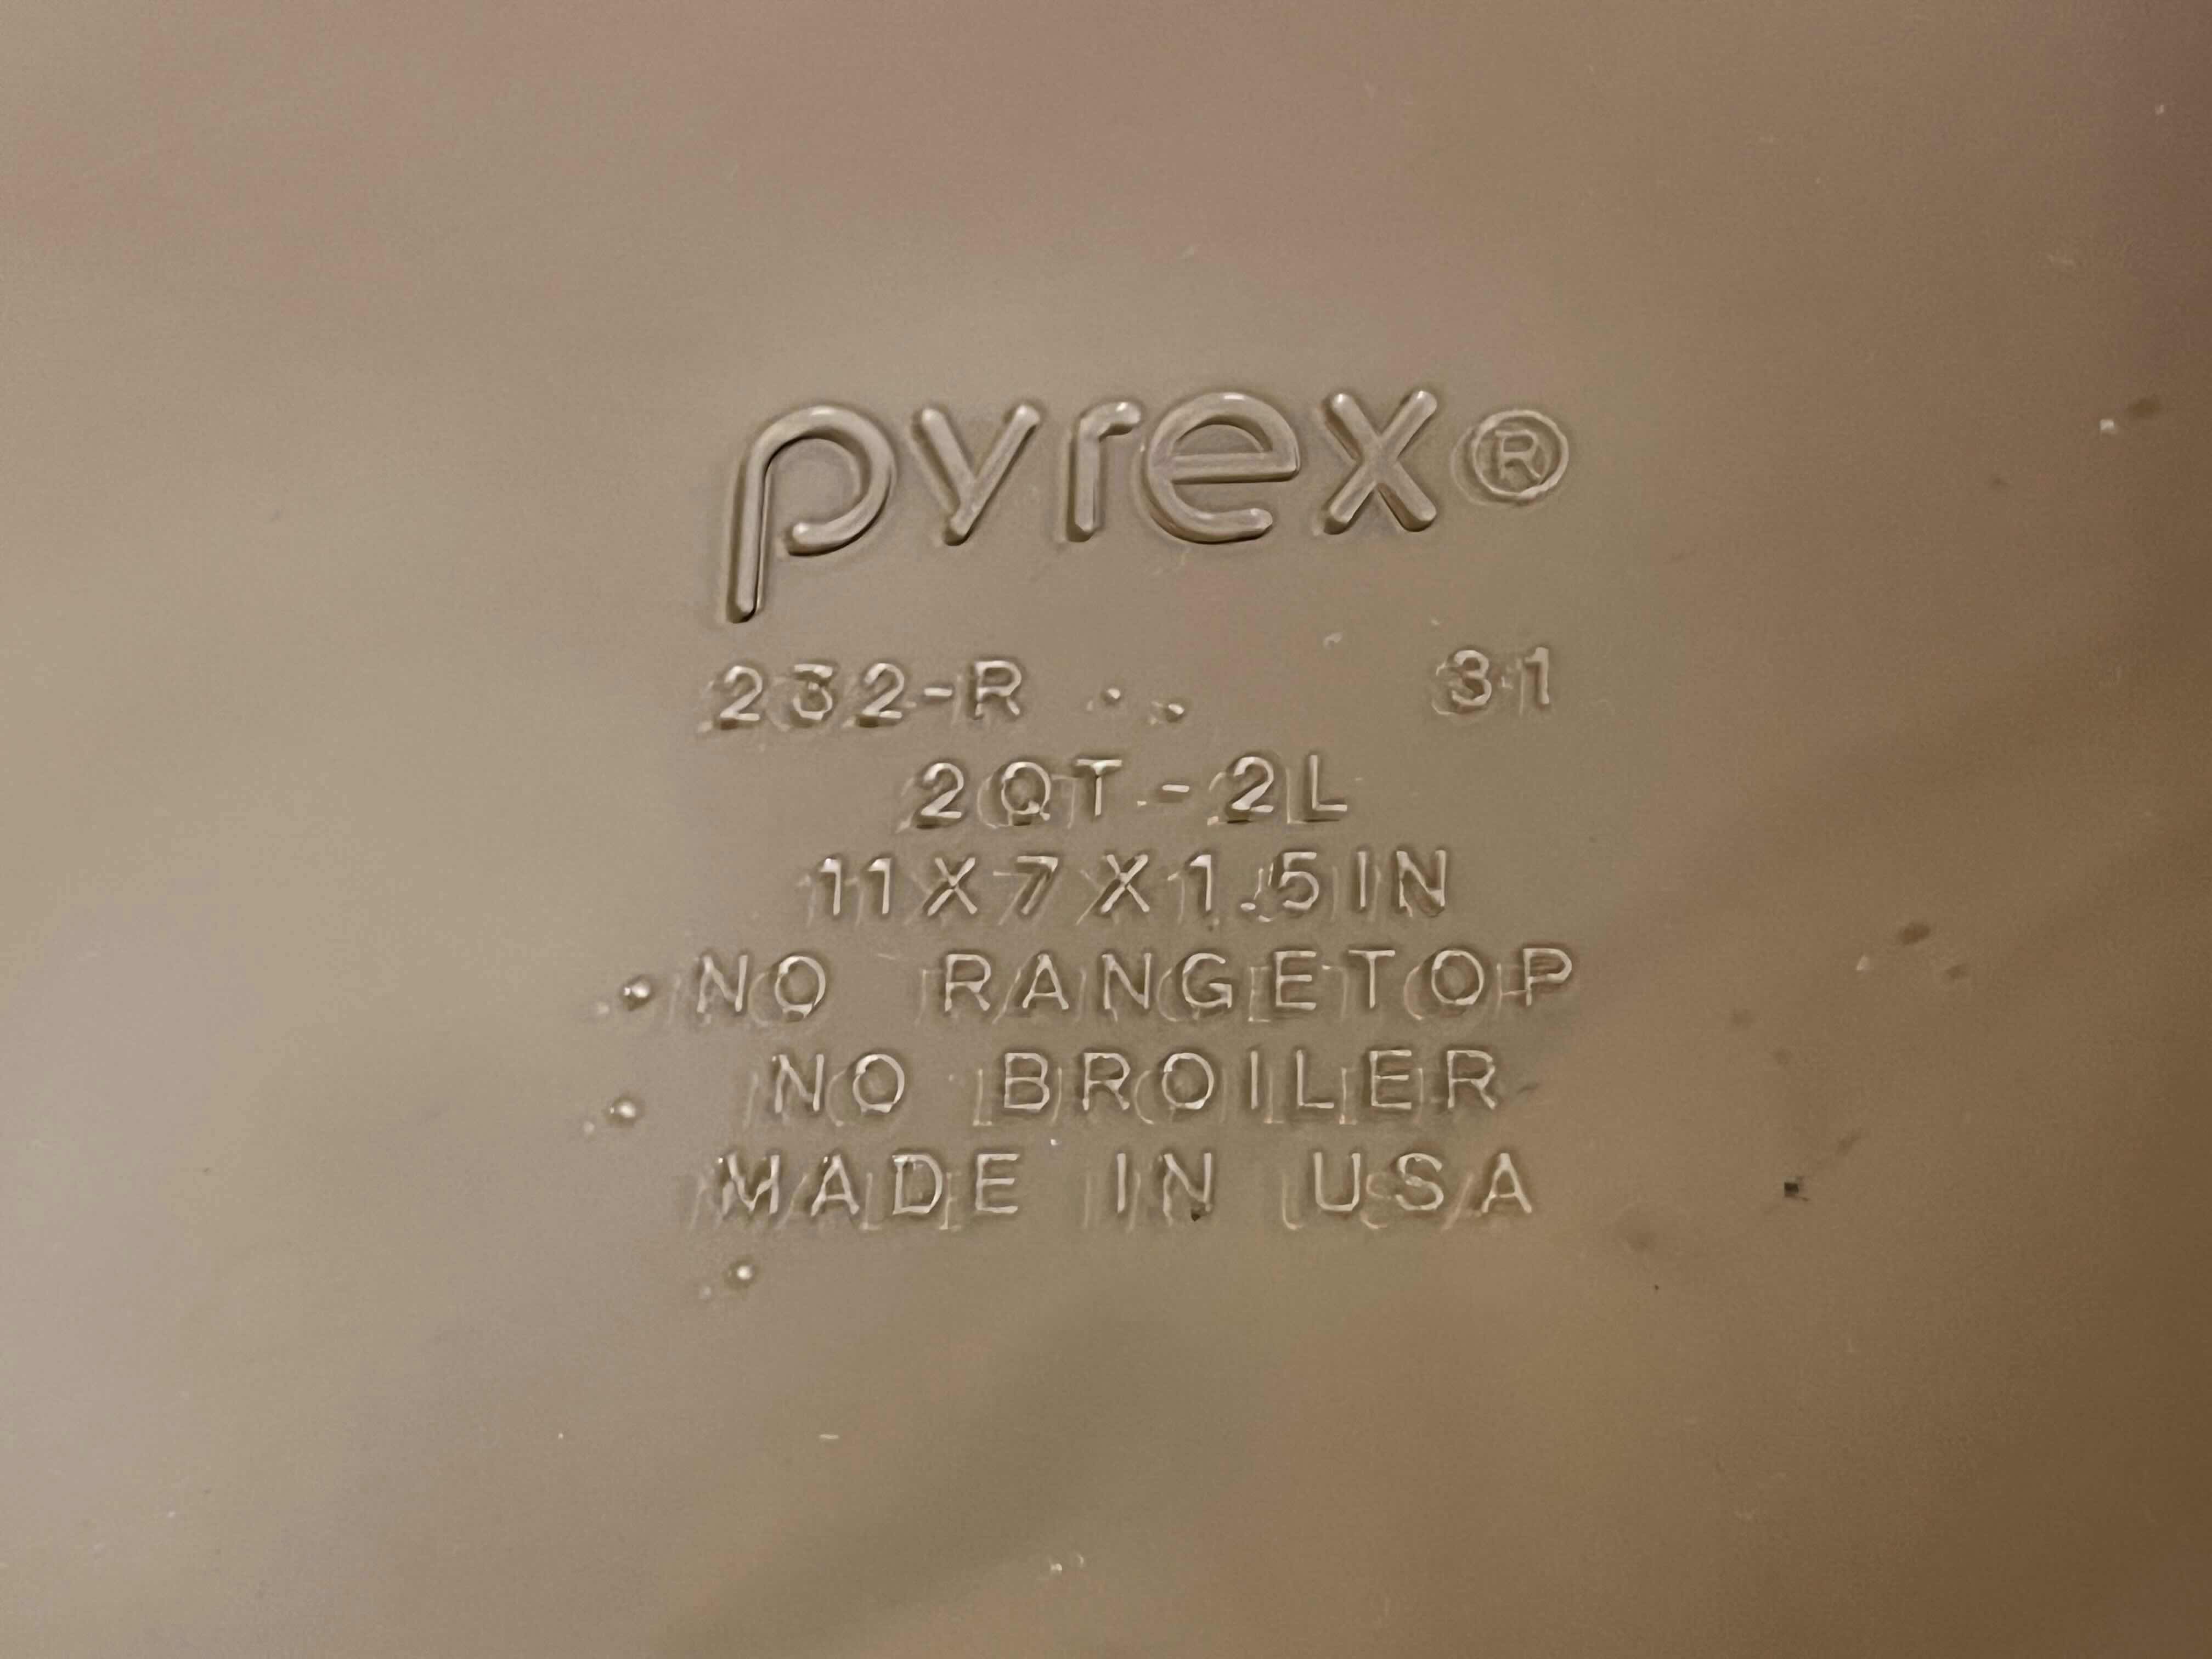 pyrex®
232-R 31
2QT-2L
11X7X1.5IN
NO RANGETOP
NO BROILER
MADE IN USA